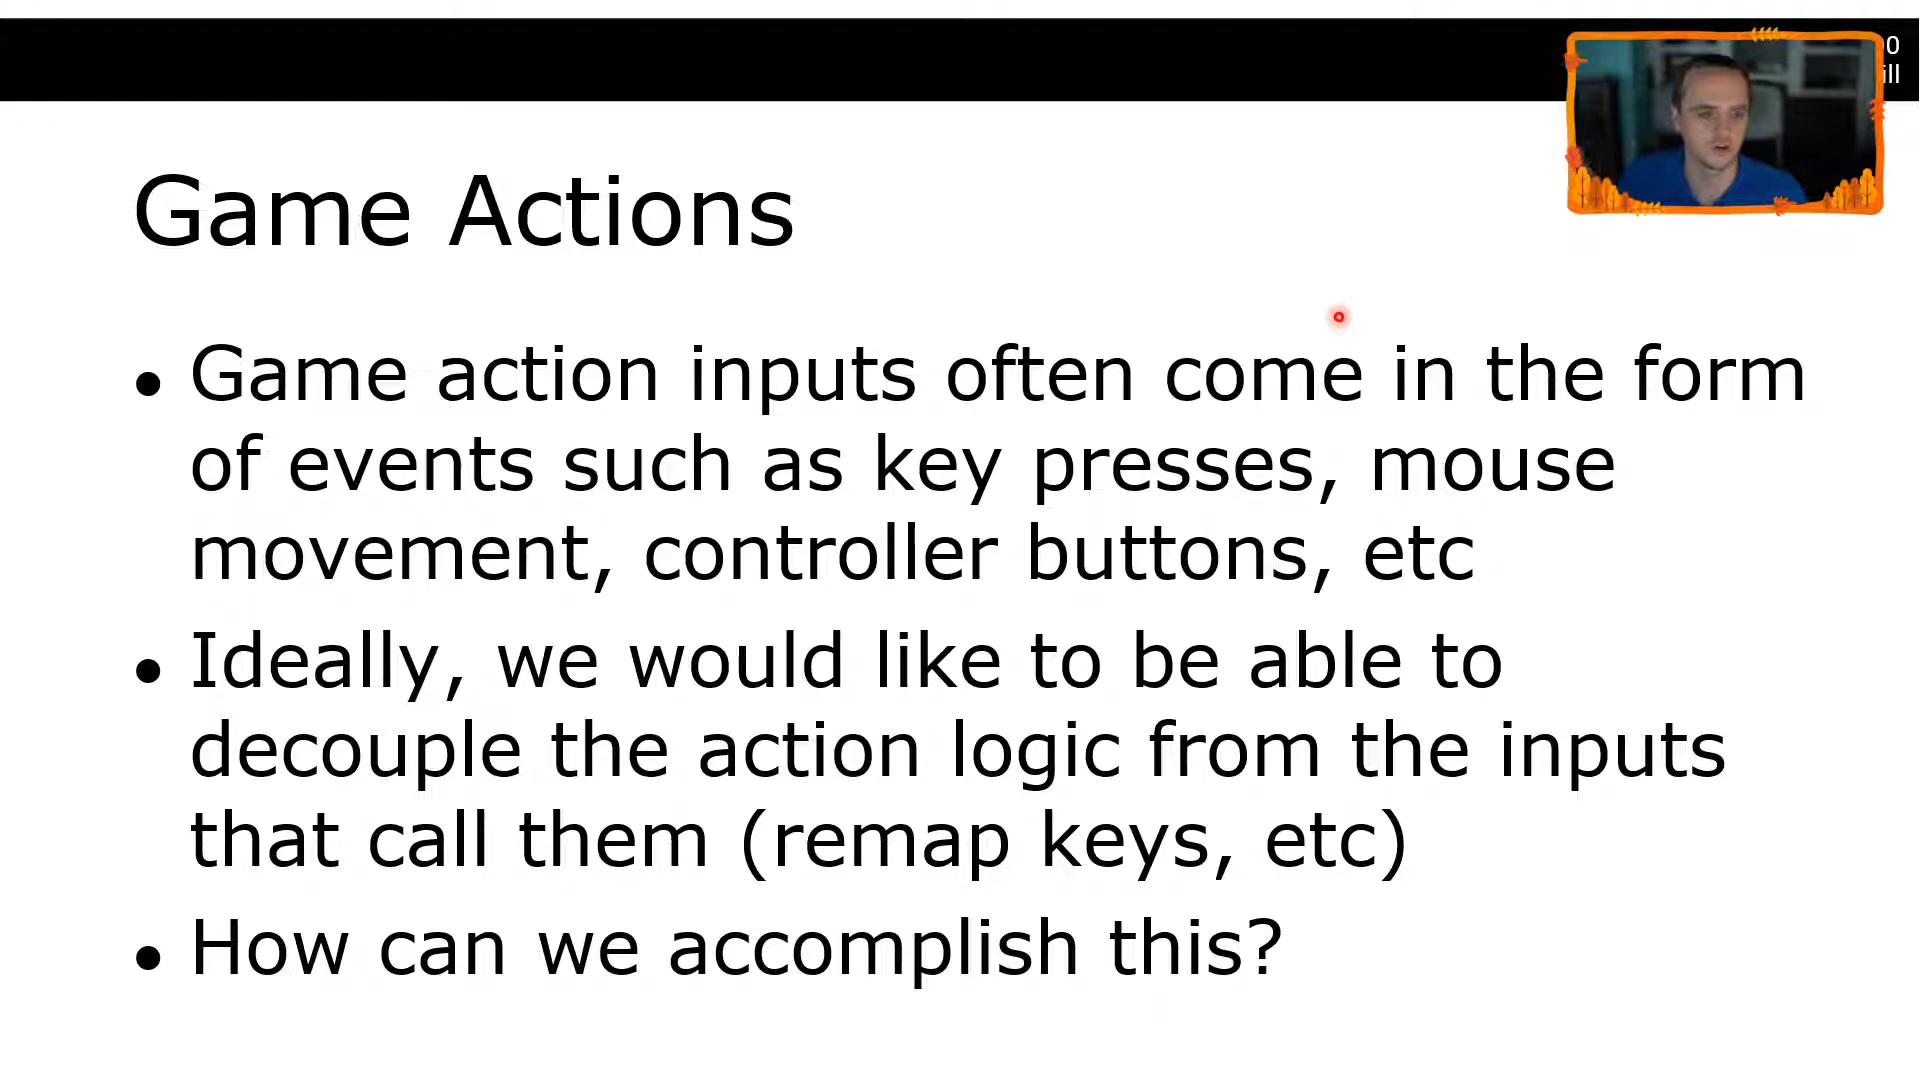 Game Actions
• Game action inputs often come in the form
of events such as key presses, mouse
movement, controller buttons, etc
• Ideally, we would like to be able to
decouple the action logic from the inputs
that call them (remap keys, etc)
• How can we accomplish this?